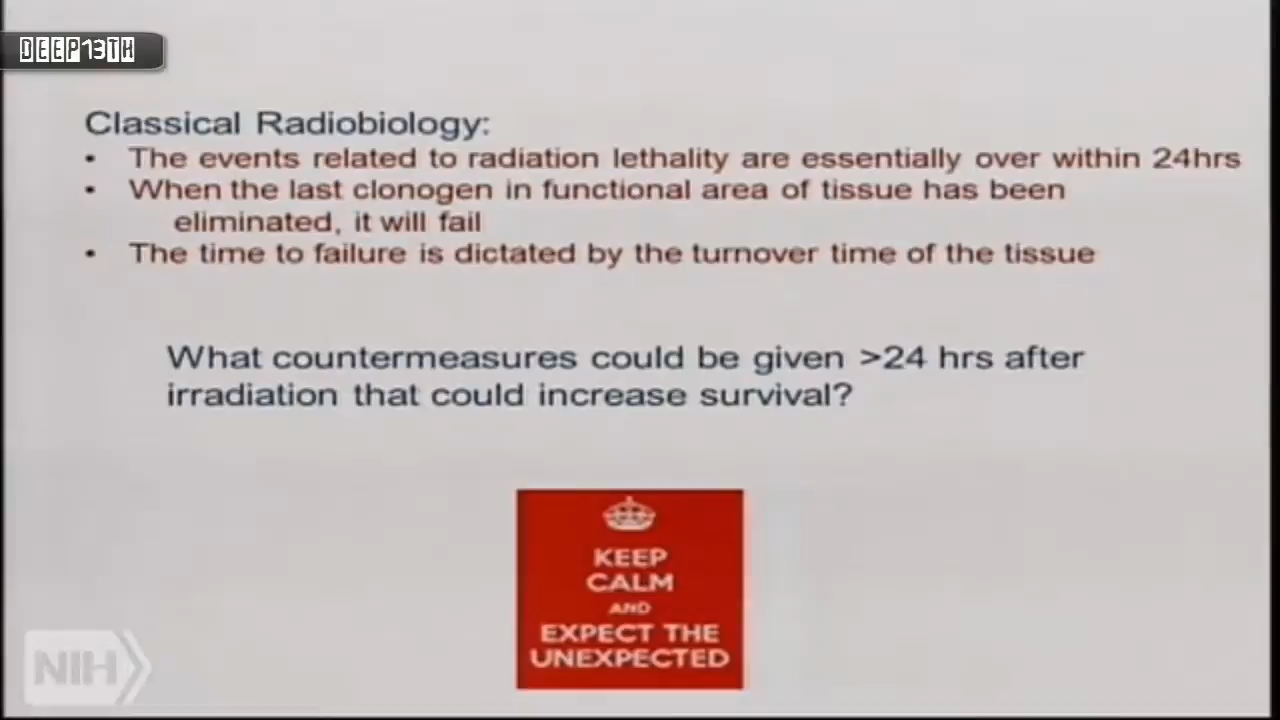 DEEP13TH
Classical Radiobiology:
• The events related to radiation lethality are essentially over within 24hrs
• When the last clonogen in functional area of tissue has been
eliminated, it will fail
• The time to failure is dictated by the turnover time of the tissue
What countermeasures could be given >24 hrs after
irradiation that could increase survival?
KEEP
CALM
AND
EXPECT THE
UNEXPECTED
NIH